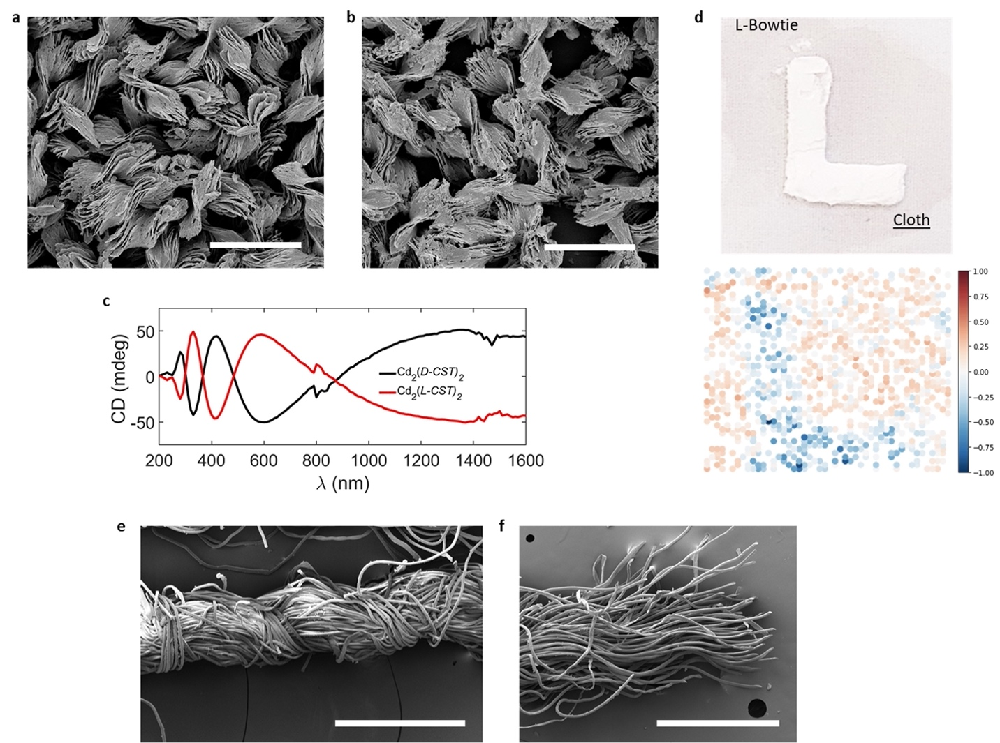 a
b
d
L-Bowtie
Cloth
1.00
0.75
0.50
0.25
0.00
−0.25
−0.50
−0.75
−1.00
c
CD (mdeg)
50
0
-50
Cd2(D-CST)2
Cd2(L-CST)2
200 400 600 800 1000 1200 1400 1600
λ (nm)
e
f